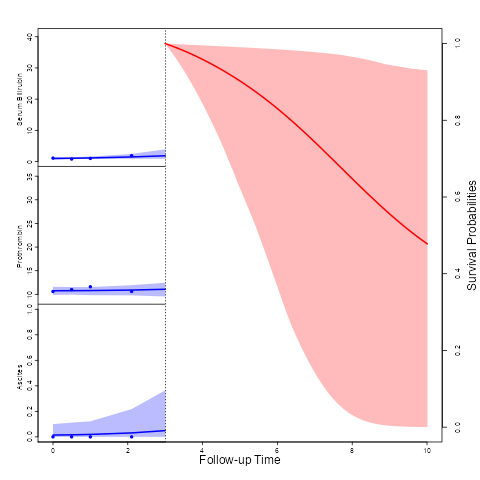 Serum Bilirubin
0 10 20 30 40
Prothrombin
10 15 20 25 30 35
Ascites
0.0 0.2 0.4 0.6 0.8 1.0
0 2 4 6 8 10
Follow-up Time
0.0 0.2 0.4 0.6 0.8 1.0
Survival Probabilities